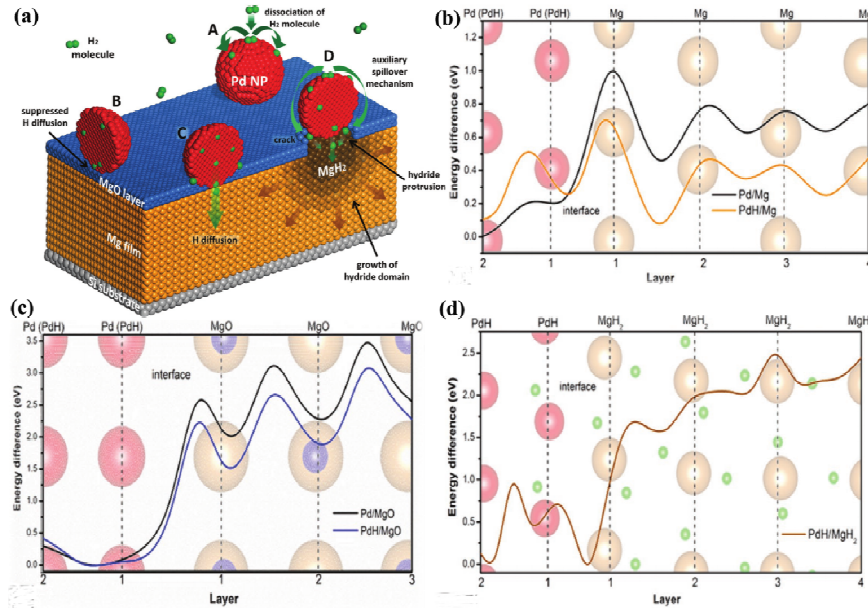 (a)
dissociation of
H2 molecule
H2
molecule
A
Pd NP
D
auxiliary
spillover
mechanism
suppressed
H diffusion
B
C
crack
MgH2
hydride
protrusion
MgO layer
Mg film
Si substrate
H diffusion
growth of
hydride domain
(b)
Pd (PdH) Pd (PdH) Mg Mg Mg
Energy difference (eV)
1.2
1.0
0.8
0.6
0.4
0.2
0.0
interface
Pd/Mg
PdH/Mg
2 1 1 2 3 4
Layer
(c)
Pd (PdH) Pd (PdH) MgO MgO MgO
Energy difference (eV)
3.5
3.0
2.5
2.0
1.5
1.0
0.5
0.0
interface
Pd/MgO
PdH/MgO
2 1 1 2 3
Layer
(d)
PdH PdH MgH2 MgH2 MgH2
Energy difference (eV)
2.5
2.0
1.5
1.0
0.5
0.0
interface
PdH/MgH2
2 1 1 2 3 4
Layer